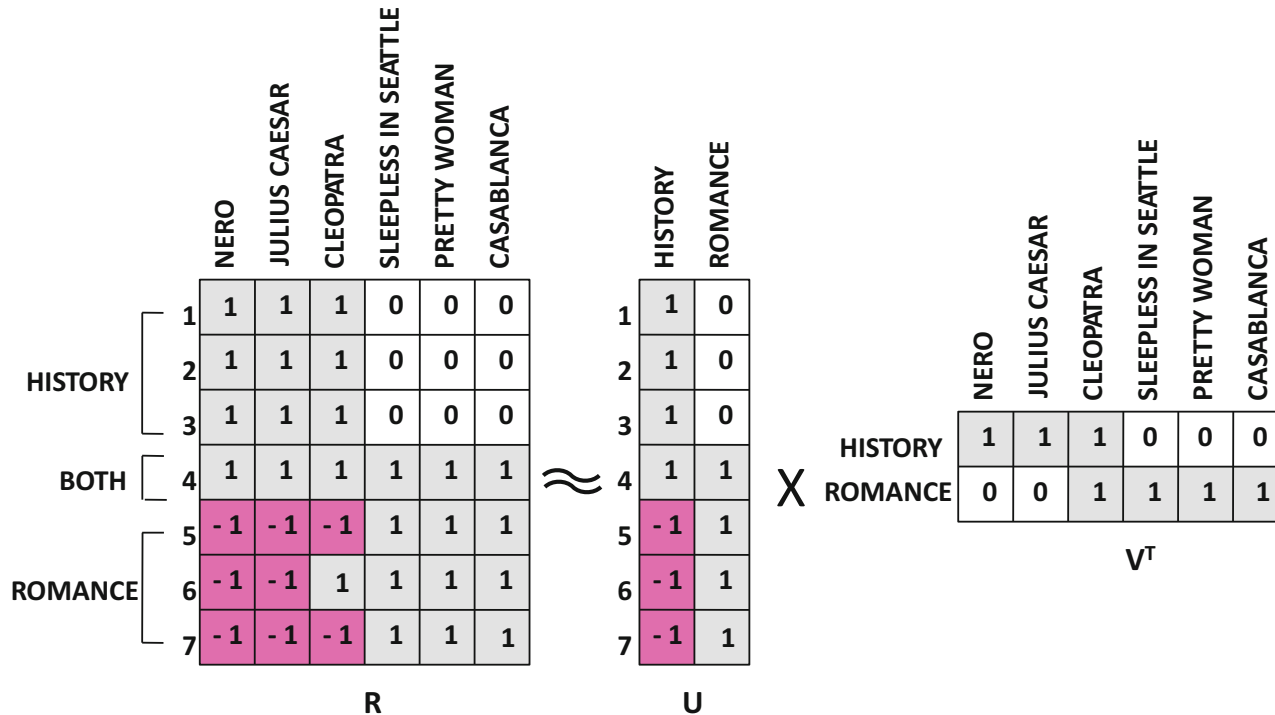 NERO JULIUS CAESAR CLEOPATRA SLEEPLESS IN SEATTLE PRETTY WOMAN CASABLANCA
HISTORY
BOTH
ROMANCE
1 1 1 1 0 0 0
2 1 1 1 0 0 0
3 1 1 1 0 0 0
4 1 1 1 1 1 1
5 -1 -1 -1 1 1 1
6 -1 -1 1 1 1 1
7 -1 -1 -1 1 1 1
R
≈
HISTORY ROMANCE
1 1 0
2 1 0
3 1 0
4 1 1
5 -1 1
6 -1 1
7 -1 1
U
X
NERO JULIUS CAESAR CLEOPATRA SLEEPLESS IN SEATTLE PRETTY WOMAN CASABLANCA
HISTORY 1 1 1 0 0 0
ROMANCE 0 0 1 1 1 1
V^T